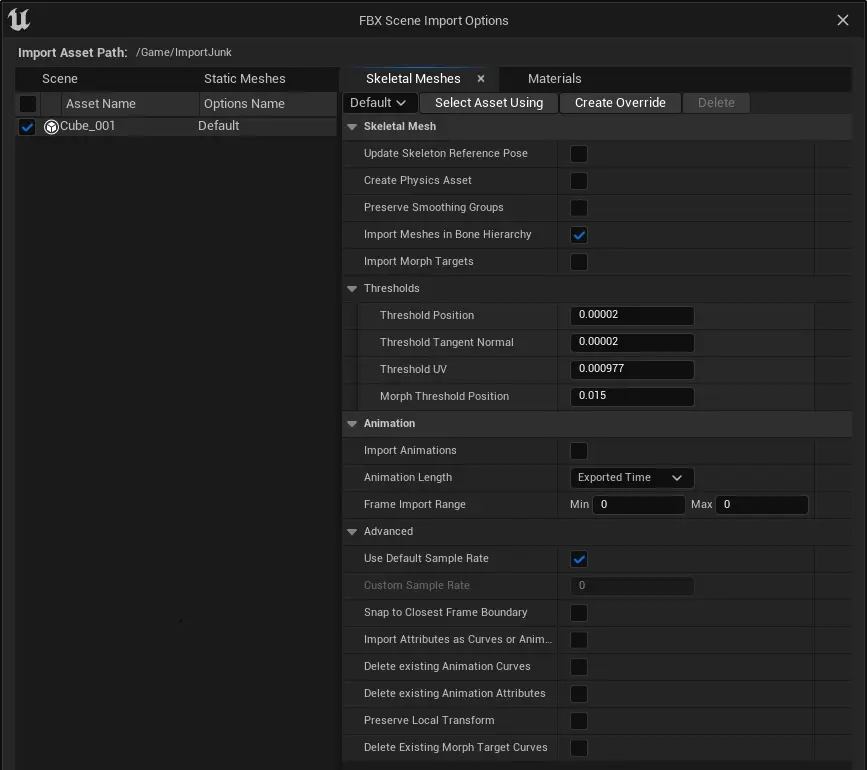 FBX Scene Import Options
Import Asset Path: /Game/ImportJunk
Scene Static Meshes Skeletal Meshes Materials
Asset Name Options Name
Cube_001 Default
Default Select Asset Using Create Override Delete
Skeletal Mesh
Update Skeleton Reference Pose
Create Physics Asset
Preserve Smoothing Groups
Import Meshes in Bone Hierarchy
Import Morph Targets
Thresholds
Threshold Position 0.00002
Threshold Tangent Normal 0.00002
Threshold UV 0.000977
Morph Threshold Position 0.015
Animation
Import Animations
Animation Length Exported Time
Frame Import Range Min 0 Max 0
Advanced
Use Default Sample Rate
Custom Sample Rate 0
Snap to Closest Frame Boundary
Import Attributes as Curves or Anim...
Delete existing Animation Curves
Delete existing Animation Attributes
Preserve Local Transform
Delete Existing Morph Target Curves